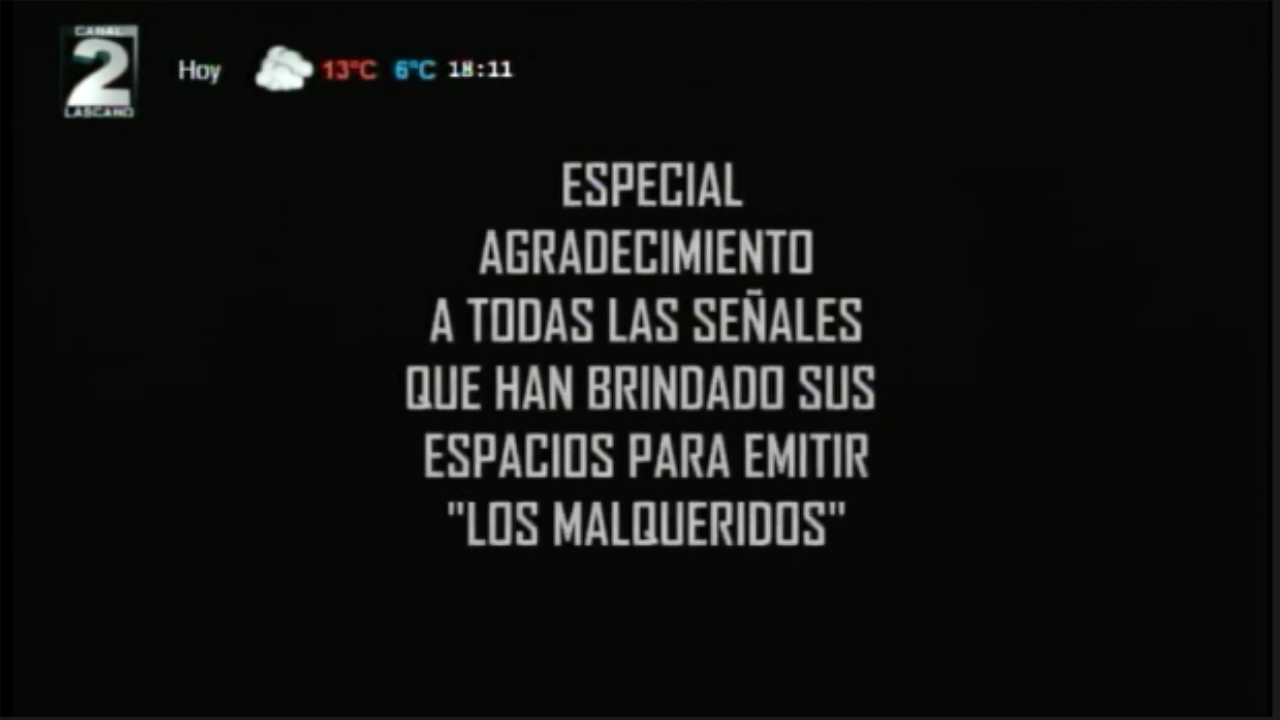 CANAL
2
LASCANO
Hoy 13°C 6°C 18:11
ESPECIAL
AGRADECIMIENTO
A TODAS LAS SEÑALES
QUE HAN BRINDADO SUS
ESPACIOS PARA EMITIR
"LOS MALQUERIDOS"